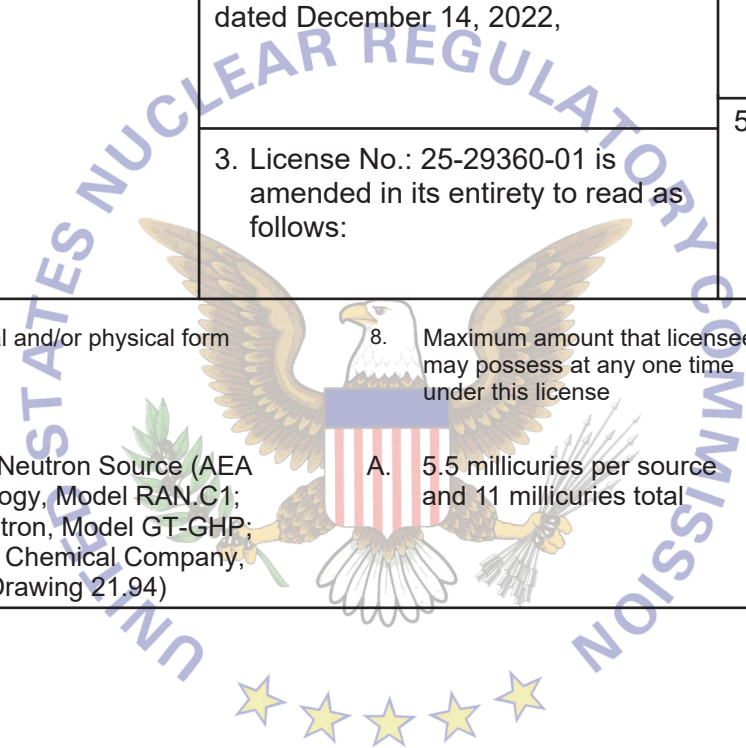 dated December 14, 2022,
5
3. License No.: 25-29360-01 is
amended in its entirety to read as
follows:
al and/or physical form
8. Maximum amount that licensee
may possess at any one time
under this license
Neutron Source (AEA
ogy, Model RAN.C1;
tron, Model GT-GHP;
Chemical Company,
Drawing 21.94)
A. 5.5 millicuries per source
and 11 millicuries total
UNITED STATES NUCLEAR REGULATORY COMMISSION